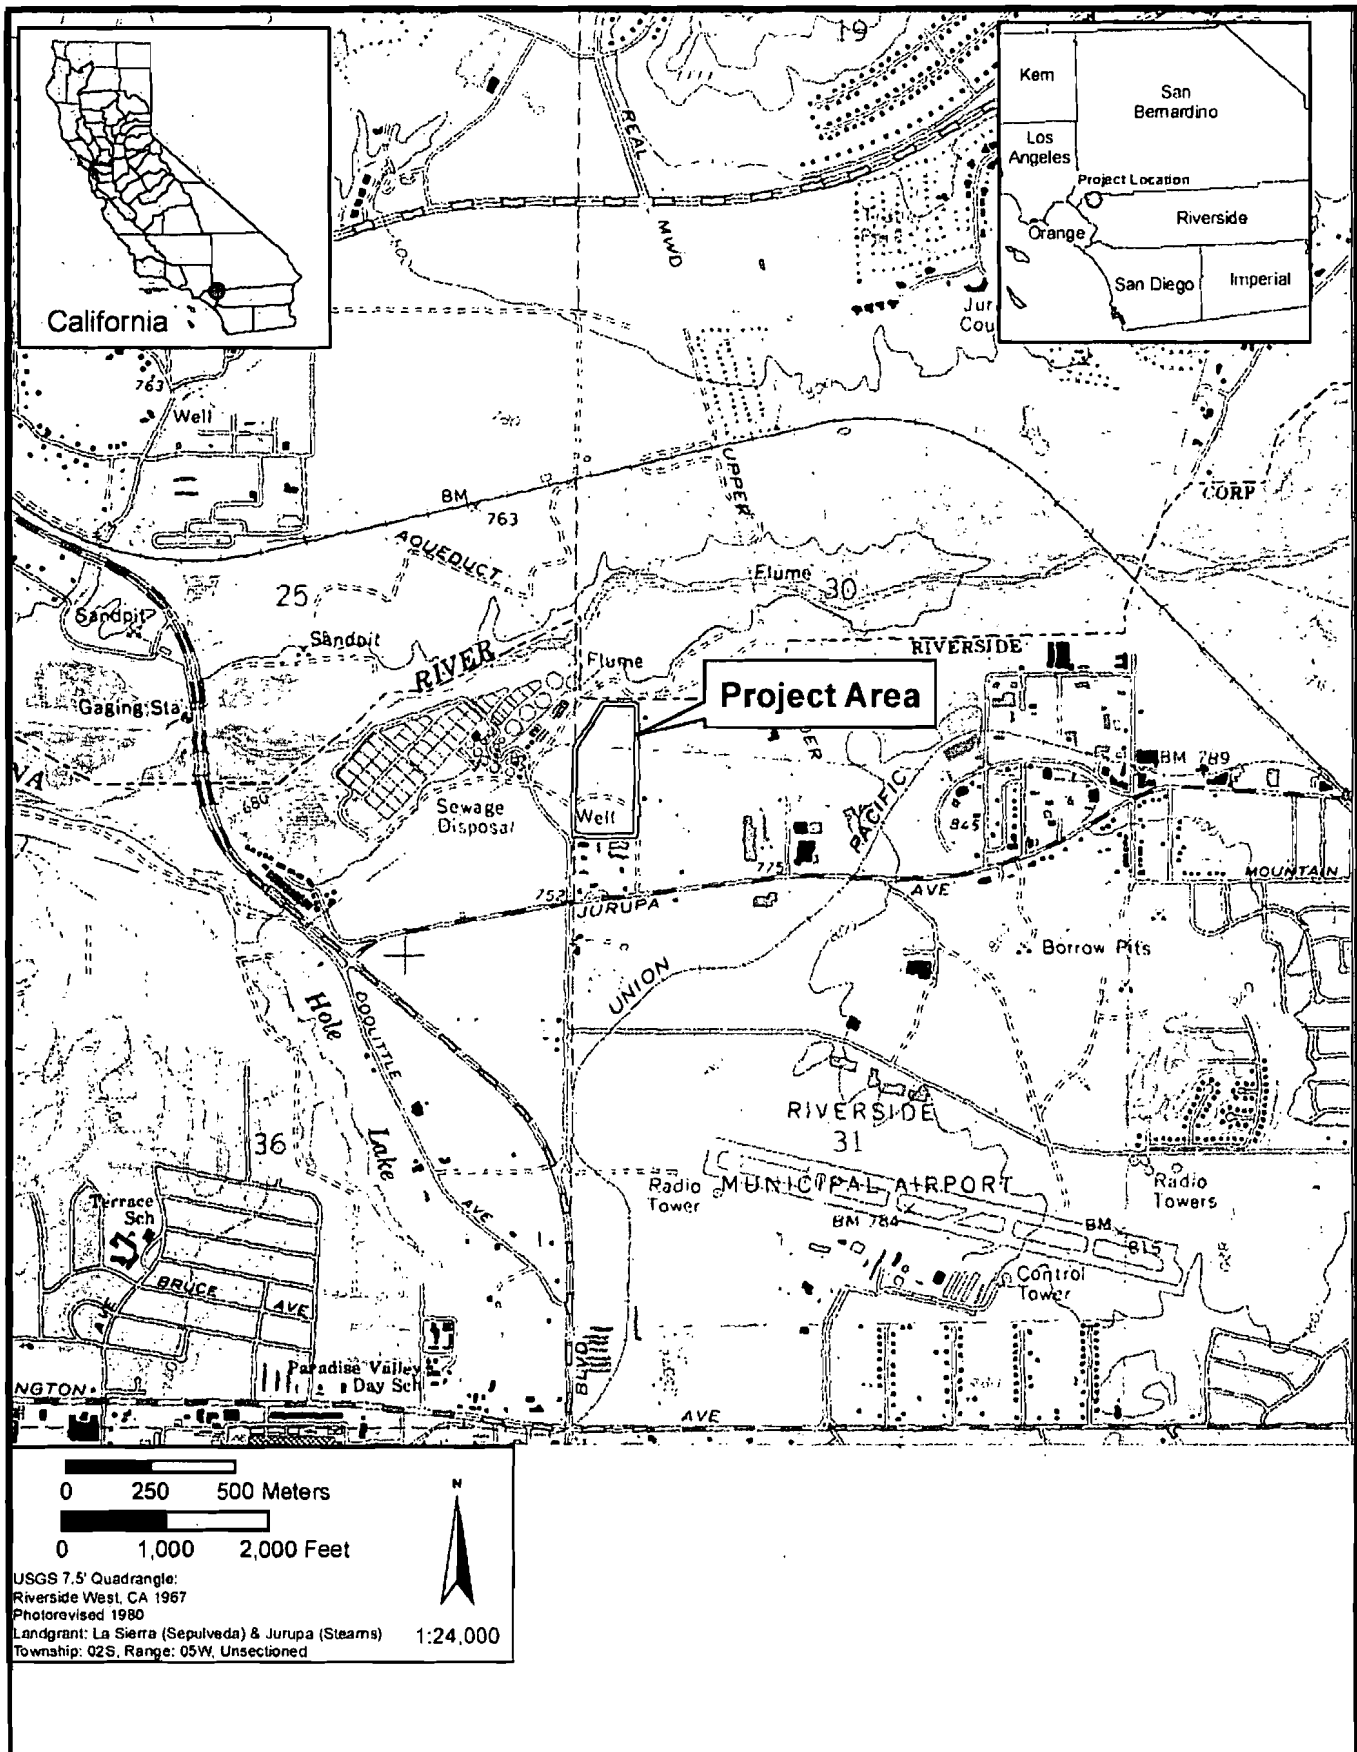 19
California
Kern
San
Bernardino
Los
Angeles
Project Location
Riverside
Orange
San Diego
Imperial
REAL
MWD
Jur
Cou
763
Well
UPPER
CORP
BM
763
AQUEDUCT
25
Flume
30
Sandpit
Sandpit
RIVER
RIVERSIDE
Flume
Project Area
Gaging Sta
NA
680
PACIFIC
BM 789
Sewage
Disposal
Well
845
775
752
JURUPA
AVE
MOUNTAIN
Borrow Pits
UNION
Hole
Lake
DOOLITTLE
AVE
RIVERSIDE
31
36
MUNICIPAL AIRPORT
Radio
Tower
Radio
Towers
BM 784
BM
815
820
Control
Tower
Terrace
Sch
BRUCE
AVE
AVE
Paradise Valley
Day Sch
BLVD
NGTON
AVE
0 250 500 Meters
0 1,000 2,000 Feet
N
1:24,000
USGS 7.5' Quadrangle:
Riverside West, CA 1967
Photorevised 1980
Landgrant: La Sierra (Sepulveda) & Jurupa (Stearns)
Township: 02S, Range: 05W, Unsectioned